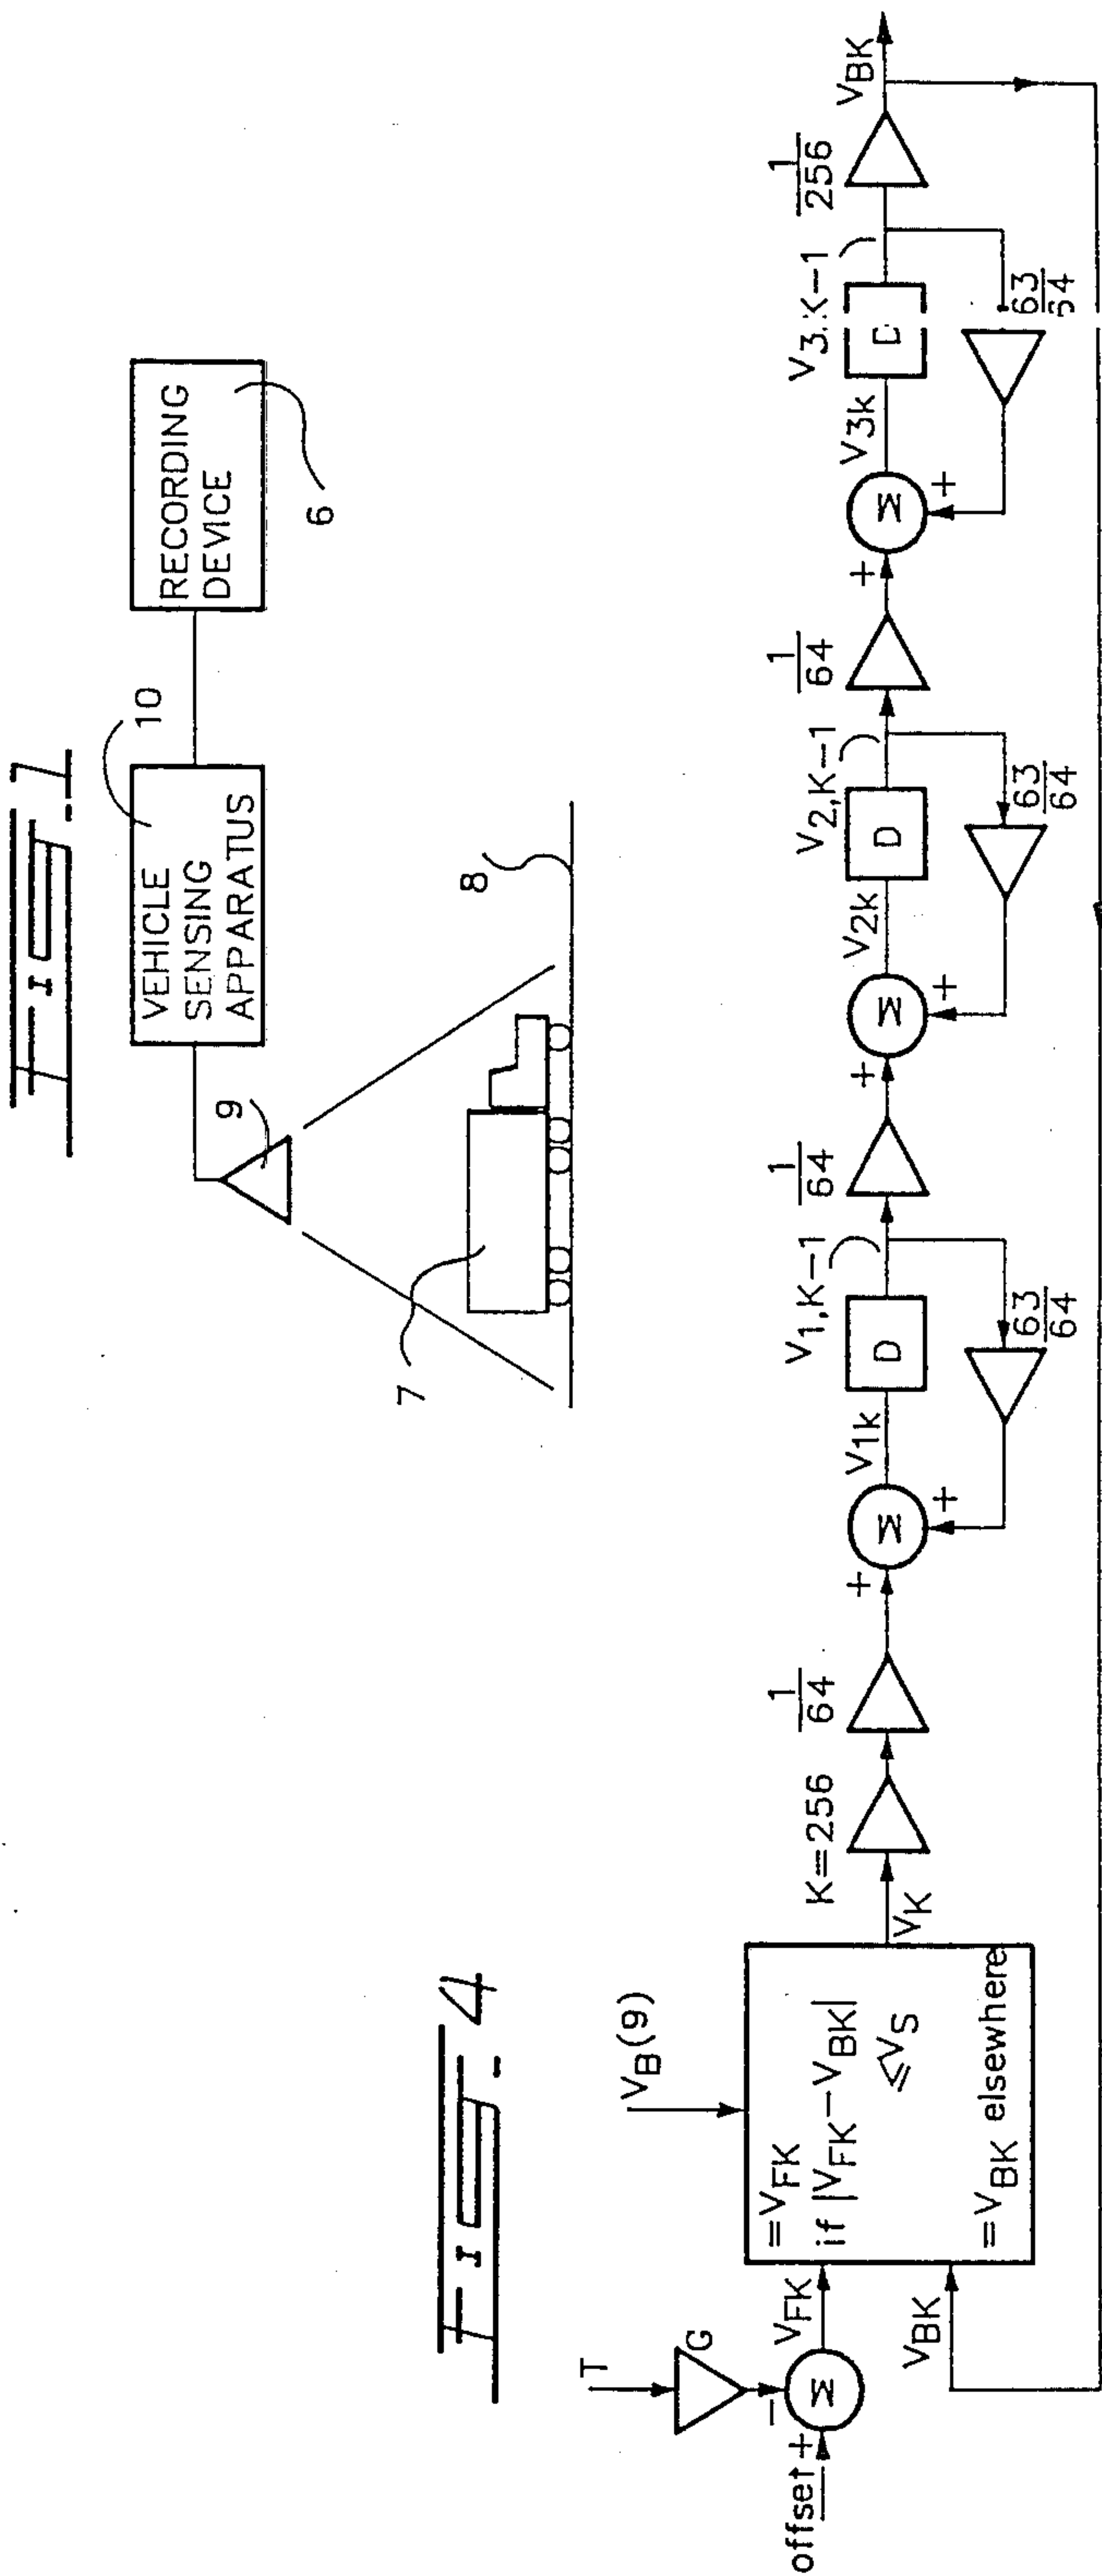 FIG. 1
VEHICLE
SENSING
APPARATUS
10
RECORDING
DEVICE
6
9
7
8
FIG. 4
T
G
offset
+
−
Σ
V_FK
V_BK
V_B(9)
=V_FK
if |V_FK−V_BK|
≤V_S
=V_BK elsewhere
V_K
K=256
1/64
+
Σ
+
V_1k
D
V_1,K−1
63/64
1/64
+
Σ
+
V_2k
D
V_2,K−1
63/64
1/64
+
Σ
+
V_3k
V_3,K−1
1/256
V_BK